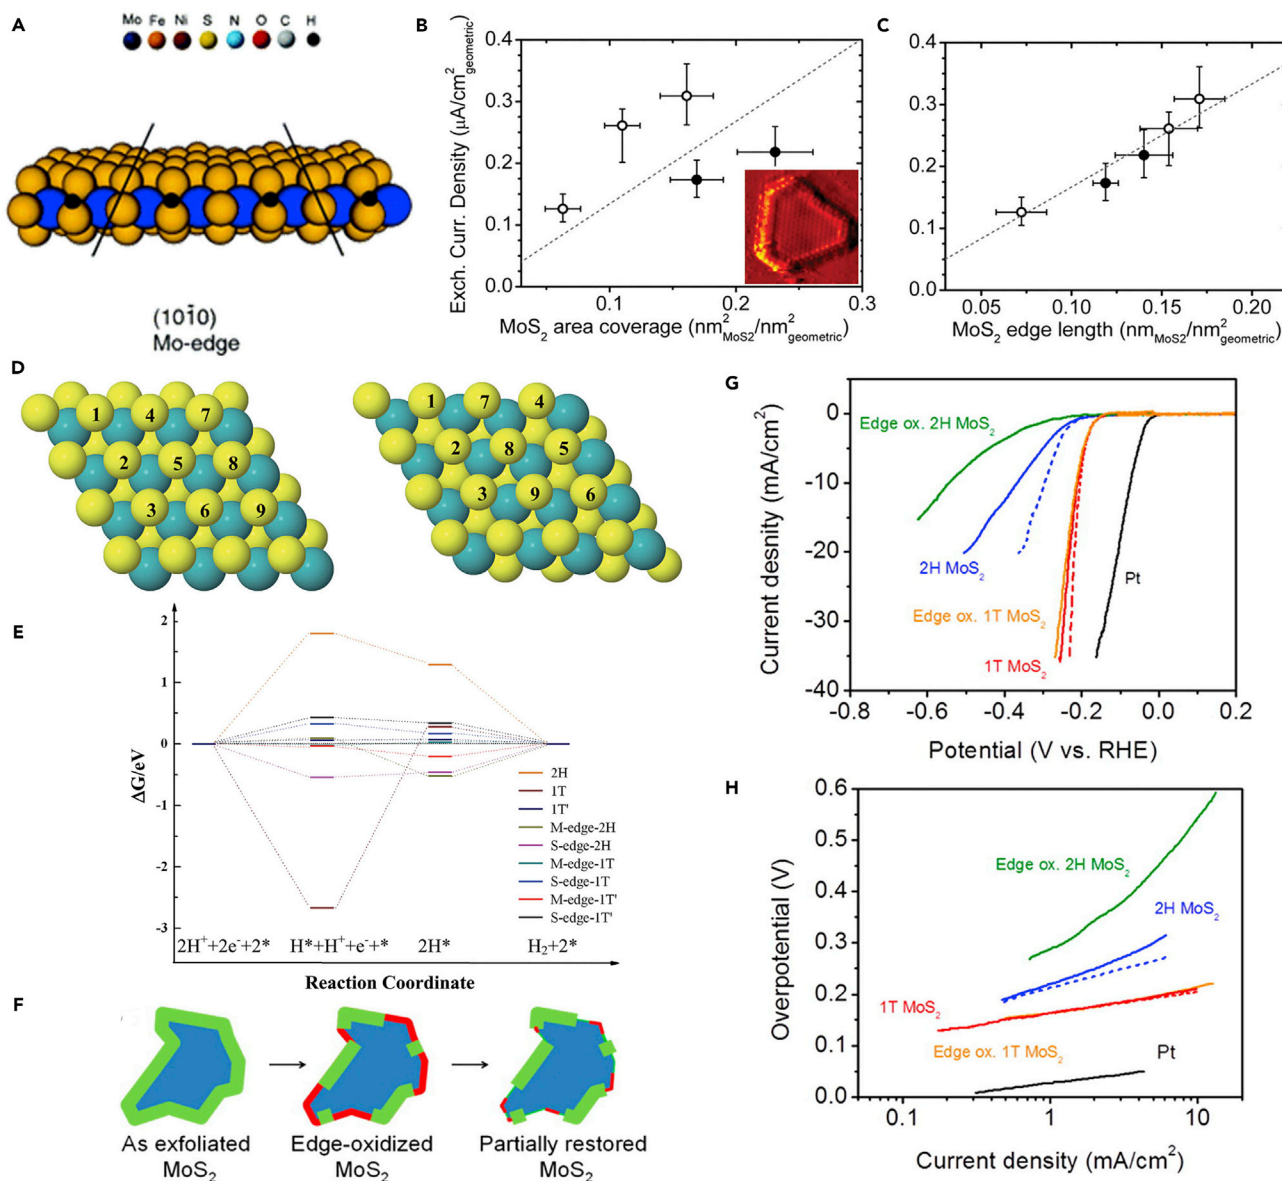 A
Mo Fe Ni S N O C H
(101̄0)
Mo-edge
B
Exch. Curr. Density (μA/cm²geometric)
0.4
0.3
0.2
0.1
0.0
0.1 0.2 0.3
MoS₂ area coverage (nm²MoS2/nm²geometric)
C
0.4
0.3
0.2
0.1
0.0
0.05 0.10 0.15 0.20
MoS₂ edge length (nmMoS2/nm²geometric)
D
1 4 7
2 5 8
3 6 9
1 7 4
2 8 5
3 9 6
E
ΔG/eV
2
1
0
-1
-2
-3
2H
1T
1T'
M-edge-2H
S-edge-2H
M-edge-1T
S-edge-1T
M-edge-1T'
S-edge-1T'
2H⁺+2e⁻+2* H*+H⁺+e⁻+* 2H* H₂+2*
Reaction Coordinate
F
As exfoliated
MoS₂
Edge-oxidized
MoS₂
Partially restored
MoS₂
G
Current desnity (mA/cm²)
0
-10
-20
-30
-40
Edge ox. 2H MoS₂
2H MoS₂
Pt
Edge ox. 1T MoS₂
1T MoS₂
-0.8 -0.6 -0.4 -0.2 0.0 0.2
Potential (V vs. RHE)
H
Overpotential (V)
0.6
0.5
0.4
0.3
0.2
0.1
0.0
Edge ox. 2H MoS₂
2H MoS₂
1T MoS₂
Edge ox. 1T MoS₂
Pt
0.1 1 10
Current density (mA/cm²)